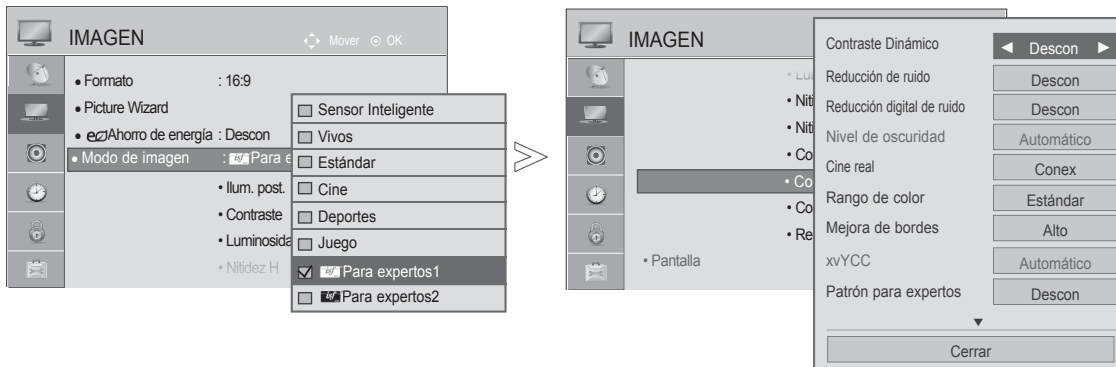 IMAGEN
Mover OK
• Formato : 16:9
• Picture Wizard
• Ahorro de energía : Descon
• Modo de imagen : Para e
• Ilum. post.
• Contraste
• Luminosida
• Nitidez H
Sensor Inteligente
Vivos
Estándar
Cine
Deportes
Juego
Para expertos1
Para expertos2
IMAGEN
• Niti
• Niti
• Co
• Co
• Co
• Re
• Pantalla
Contraste Dinámico ◄ Descon ►
Reducción de ruido Descon
Reducción digital de ruido Descon
Nivel de oscuridad Automático
Cine real Conex
Rango de color Estándar
Mejora de bordes Alto
xvYCC Automático
Patrón para expertos Descon
▼
Cerrar